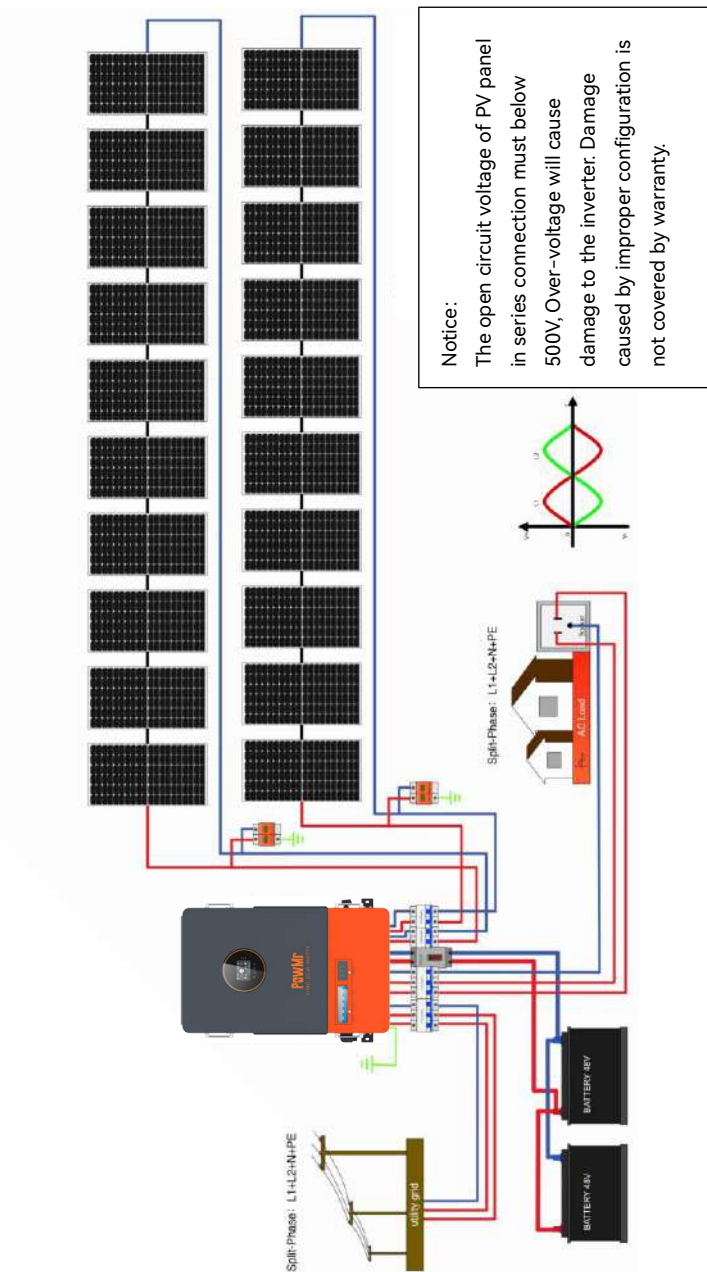 Notice:
The open circuit voltage of PV panel
in series connection must below
500V, Over-voltage will cause
damage to the inverter. Damage
caused by improper configuration is
not covered by warranty.
Split-Phase: L1+L2+N+PE
utility grid
PowMr
Split-Phase: L1+L2+N+PE
AC Load
L1
L2
BATTERY 48V
BATTERY 48V